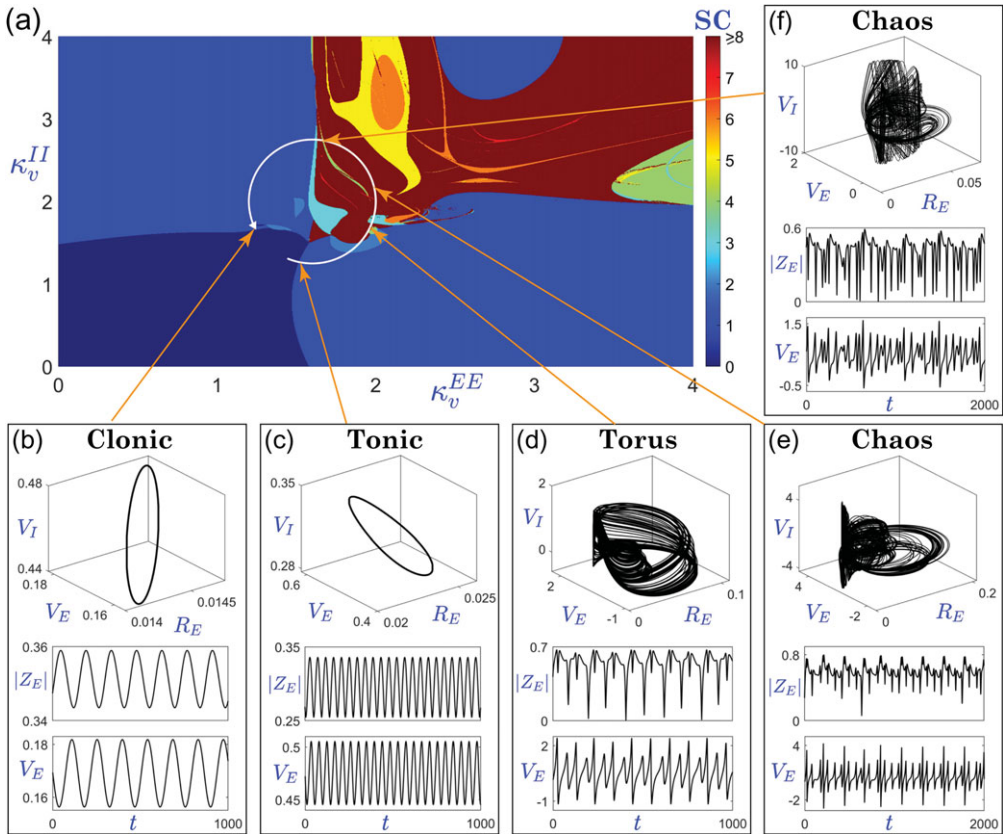 (a)
SC
4
3
2
1
0
κ_v^{II}
0
1
2
3
4
κ_v^{EE}
≥8
7
6
5
4
3
2
1
0
(f) Chaos
10
V_I
-10
2
V_E
0
0
R_E
0.05
0.6
|Z_E|
0
1.5
V_E
-0.5
0
t
2000
(b) Clonic
0.48
V_I
0.44
0.18
V_E
0.16
0.014
R_E
0.0145
0.36
|Z_E|
0.34
0.18
V_E
0.16
0
t
1000
(c) Tonic
0.35
V_I
0.28
0.6
V_E
0.4
0.02
R_E
0.025
0.35
|Z_E|
0.25
0.5
V_E
0.45
0
t
1000
(d) Torus
2
V_I
0
2
V_E
-1
0
R_E
0.1
0.7
|Z_E|
0
2
V_E
-1
0
t
1000
(e) Chaos
4
V_I
-4
4
V_E
-2
0
R_E
0.2
0.8
|Z_E|
0
4
V_E
-2
0
t
2000